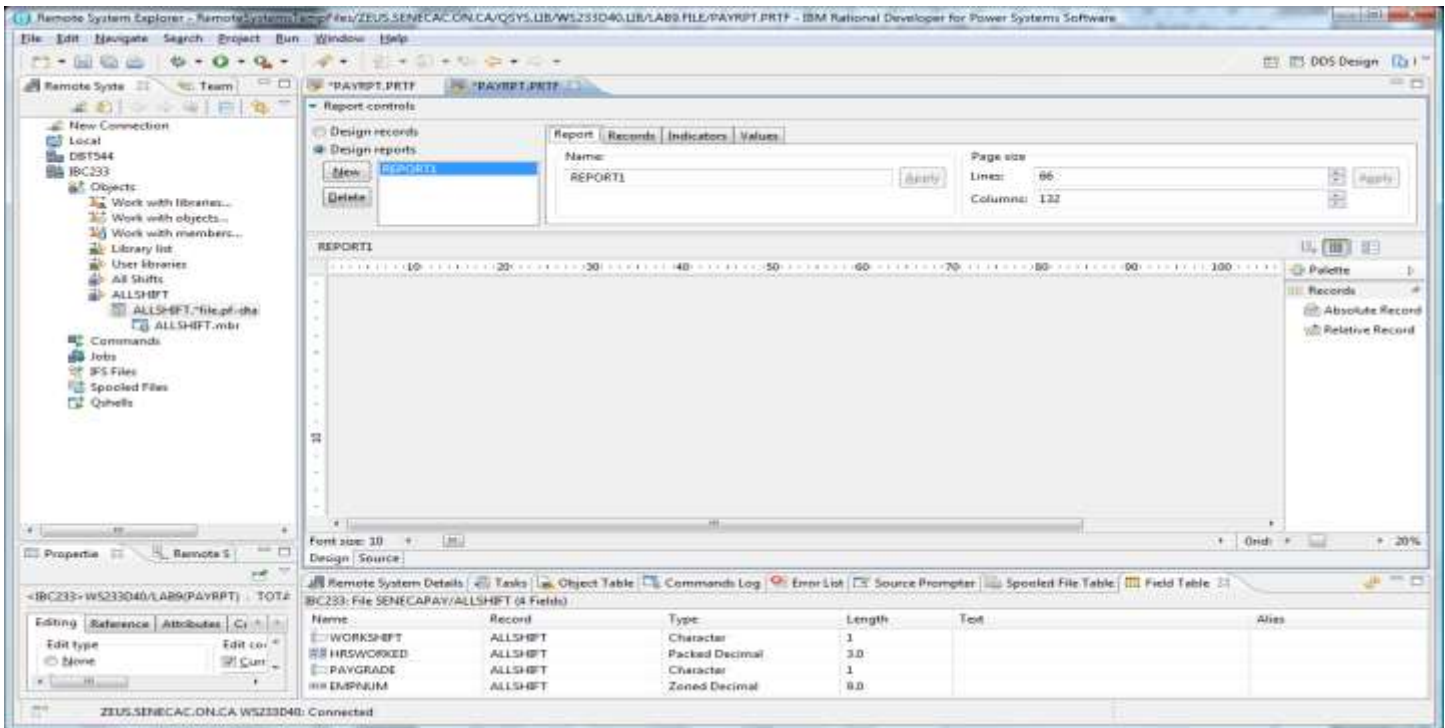 Remote System Explorer - RemoteSystemsTempFiles/ZEUS.SENECAC.ON.CA/QSYS.LIB/WS233D40.LIB/LAB9.FILE/PAYRPT.PRTF - IBM Rational Developer for Power Systems Software
File Edit Navigate Search Project Run Window Help
DDS Design
Remote Syste Team
*PAYRPT.PRTF *PAYRPT.PRTF
New Connection
Local
DBT544
IBC233
Objects
Work with libraries...
Work with objects...
Work with members...
Library list
User libraries
All Shifts
ALLSHIFT
ALLSHIFT.*file.pf-dta
ALLSHIFT.mbr
Commands
Jobs
IFS Files
Spooled Files
Qshells
Report controls
Design records
Design reports
New
Delete
REPORT1
Report Records Indicators Values
Name:
REPORT1
Apply
Page size
Lines: 66
Apply
Columns: 132
REPORT1
10 20 30 40 50 60 70 80 90 100
10
Palette
Records
Absolute Record
Relative Record
Font size: 10
Grid:
20%
Design Source
Propertie Remote S
<IBC233> WS233D40/LAB9(PAYRPT)
Editing Reference Attributes
Edit type
None
Remote System Details Tasks Object Table Commands Log Error List Source Prompter Spooled File Table Field Table
IBC233: File SENECAPAY/ALLSHIFT (4 Fields)
Name Record Type Length Text Alias
WORKSHIFT ALLSHIFT Character 1
HRSWORKED ALLSHIFT Packed Decimal 3.0
PAYGRADE ALLSHIFT Character 1
EMPNUM ALLSHIFT Zoned Decimal 9.0
ZEUS.SENECAC.ON.CA WS233D40: Connected